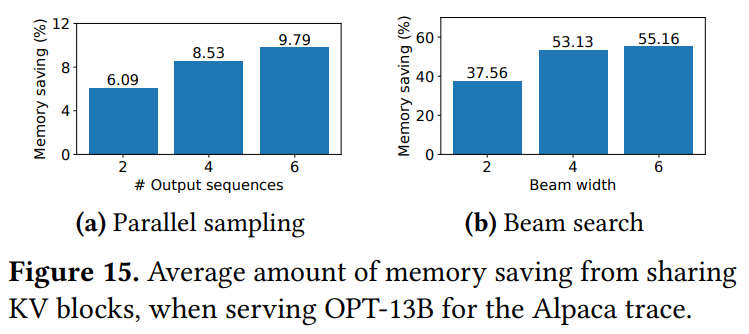 12
8
4
0
Memory saving (%)
6.09
8.53
9.79
2 4 6
# Output sequences
(a) Parallel sampling
60
40
20
0
Memory saving (%)
37.56
53.13
55.16
2 4 6
Beam width
(b) Beam search
Figure 15. Average amount of memory saving from sharing
KV blocks, when serving OPT-13B for the Alpaca trace.